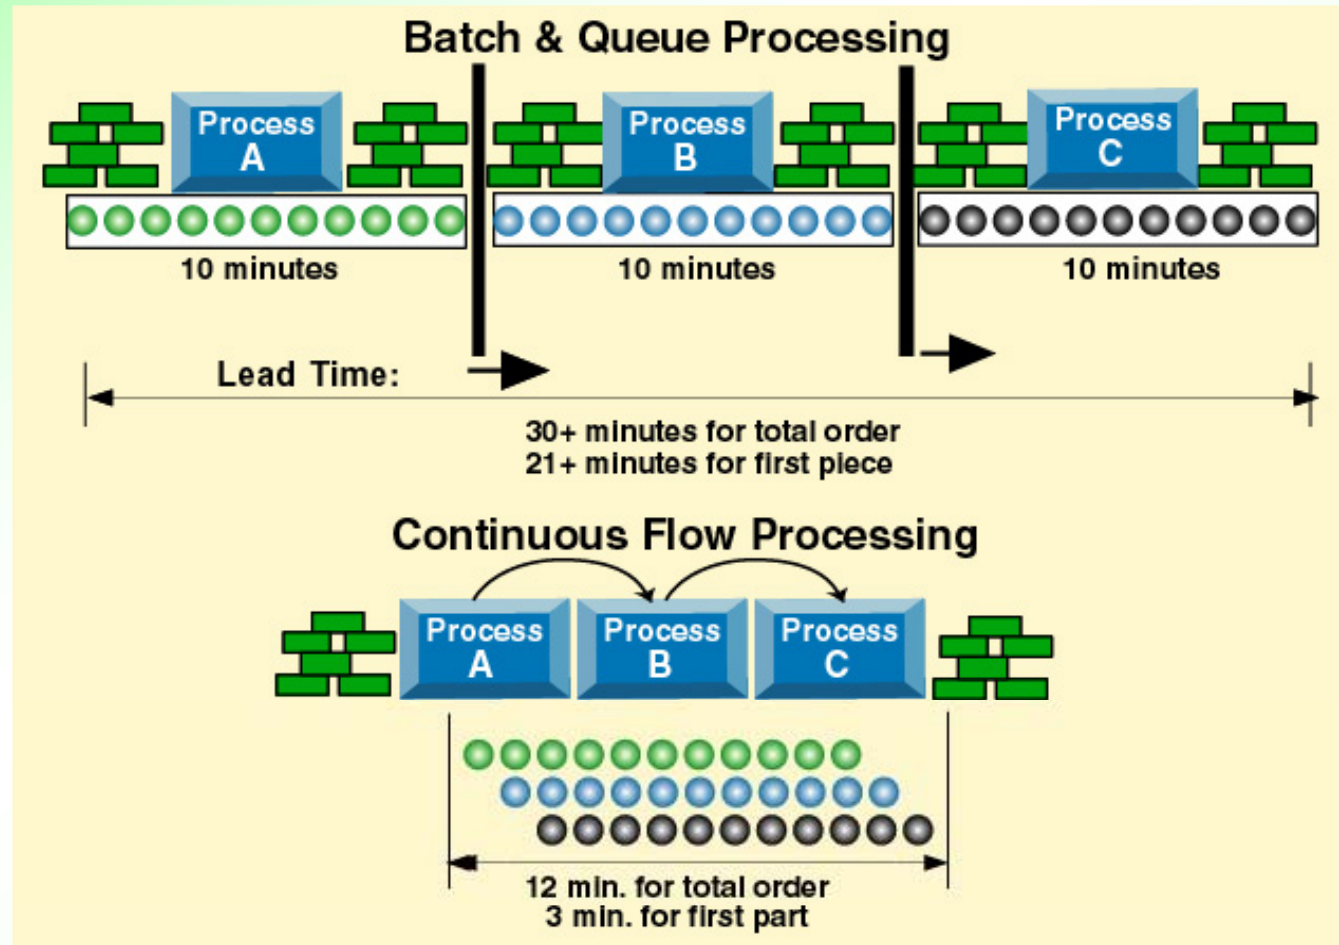 Batch & Queue Processing
Process
A
Process
B
Process
C
10 minutes
10 minutes
10 minutes
Lead Time:
30+ minutes for total order
21+ minutes for first piece
Continuous Flow Processing
Process
A
Process
B
Process
C
12 min. for total order
3 min. for first part